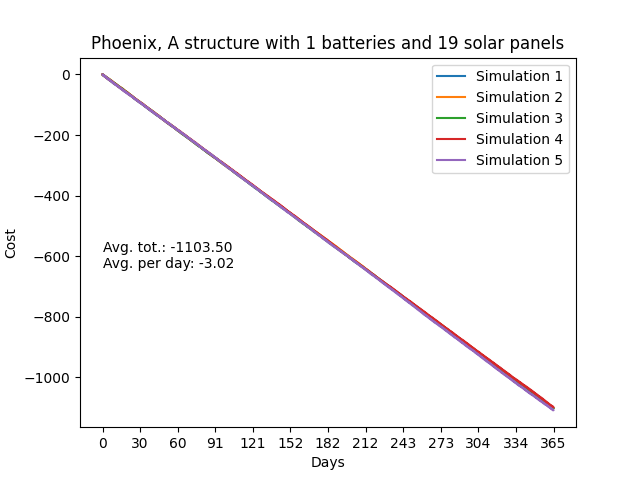 Phoenix, A structure with 1 batteries and 19 solar panels
Simulation 1
Simulation 2
Simulation 3
Simulation 4
Simulation 5
0
−200
−400
−600
−800
−1000
Cost
Avg. tot.: -1103.50
Avg. per day: -3.02
0 30 60 91 121 152 182 212 243 273 304 334 365
Days